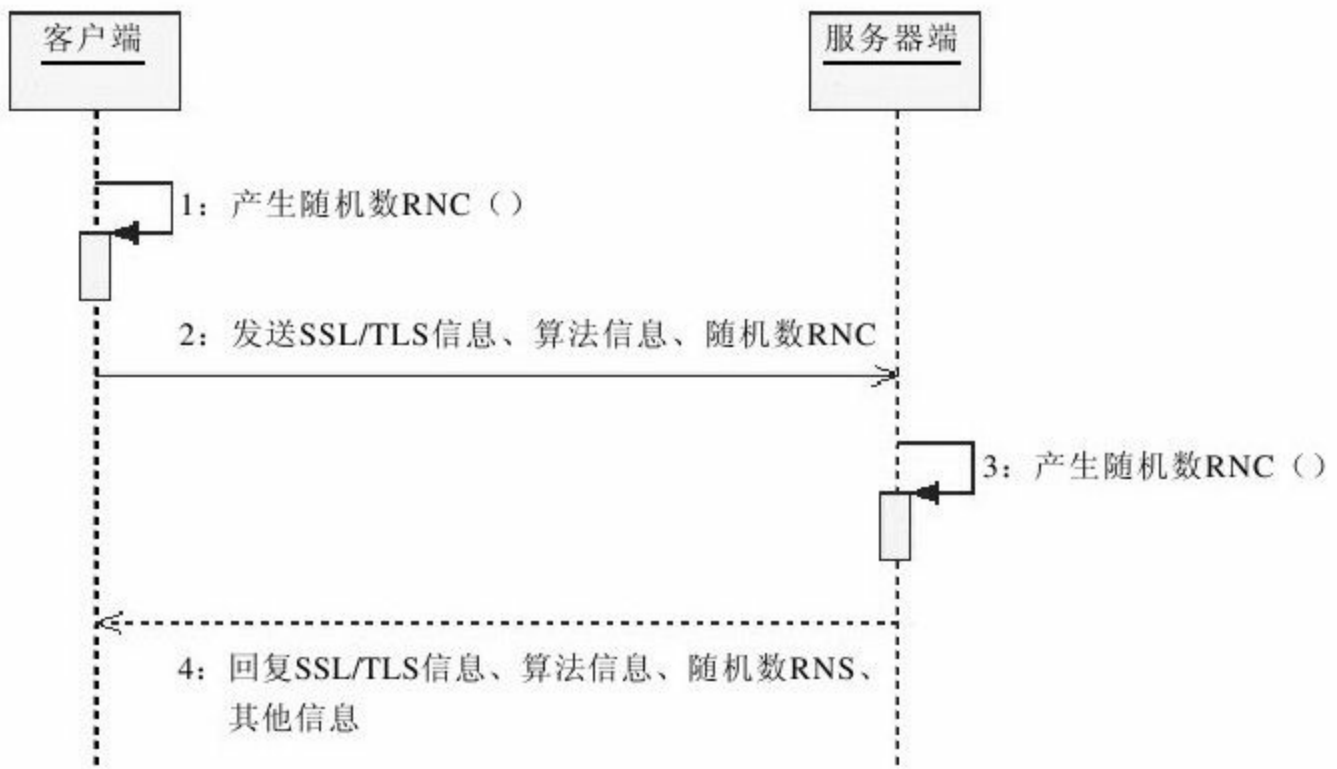 客户端
服务器端
1：产生随机数RNC（）
2：发送SSL/TLS信息、算法信息、随机数RNC
3：产生随机数RNC（）
4：回复SSL/TLS信息、算法信息、随机数RNS、
其他信息